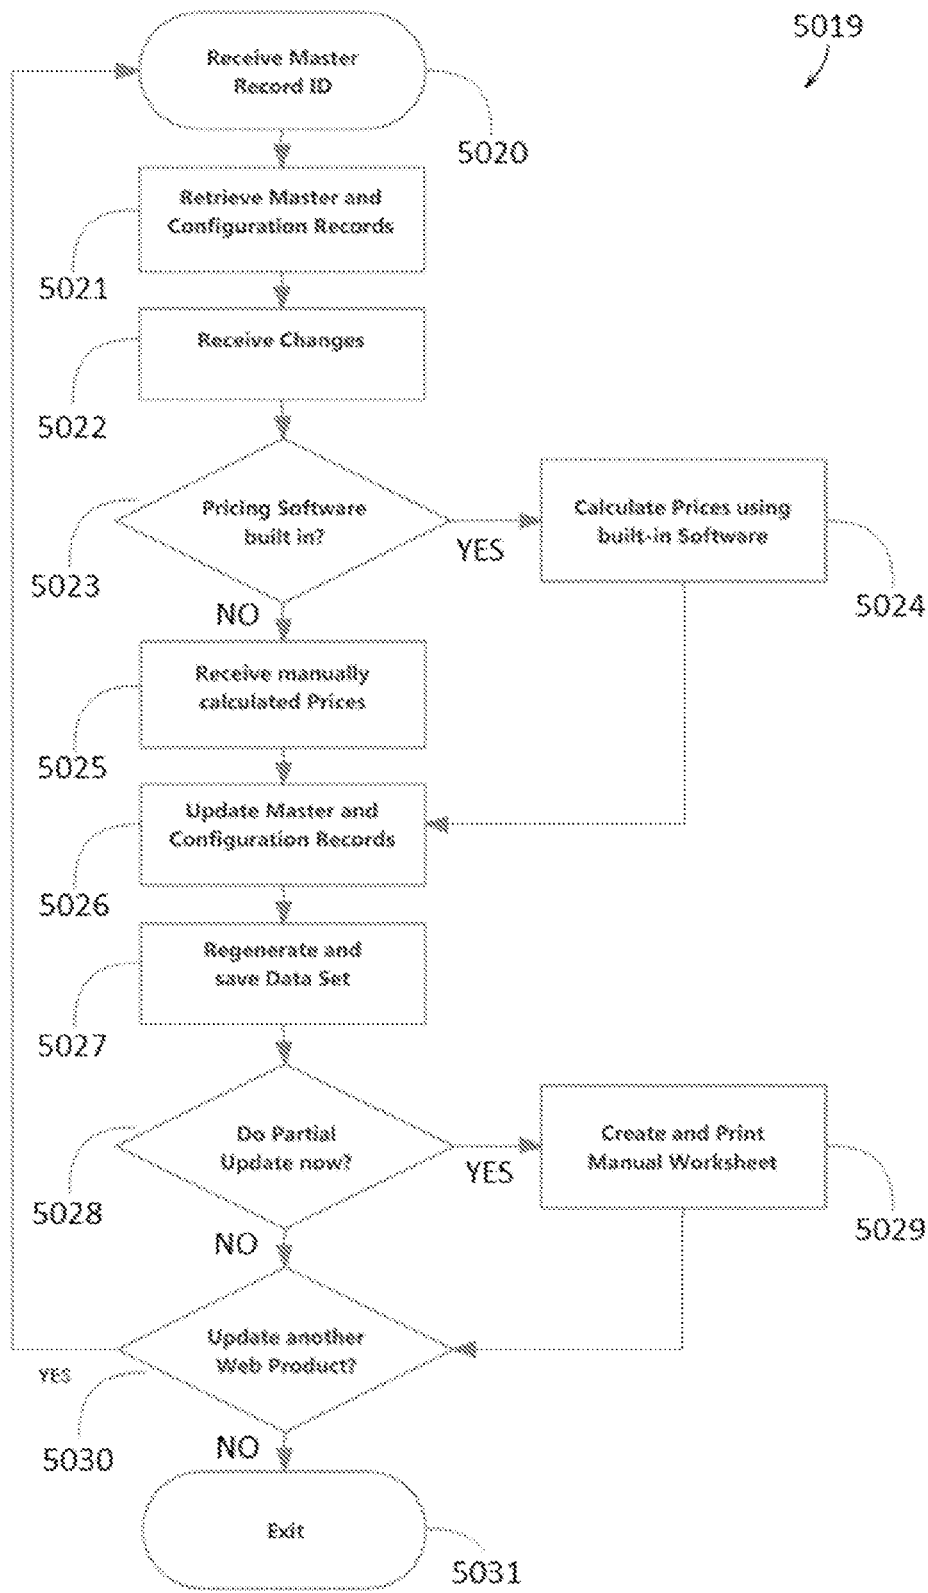 5019
Receive Master
Record ID
5020
Retrieve Master and
Configuration Records
5021
Receive Changes
5022
Pricing Software
built in?
5023
YES
Calculate Prices using
built-in Software
5024
NO
Receive manually
calculated Prices
5025
Update Master and
Configuration Records
5026
Regenerate and
save Data Set
5027
Do Partial
Update now?
5028
YES
Create and Print
Manual Worksheet
5029
NO
Update another
Web Product?
YES
5030
NO
Exit
5031